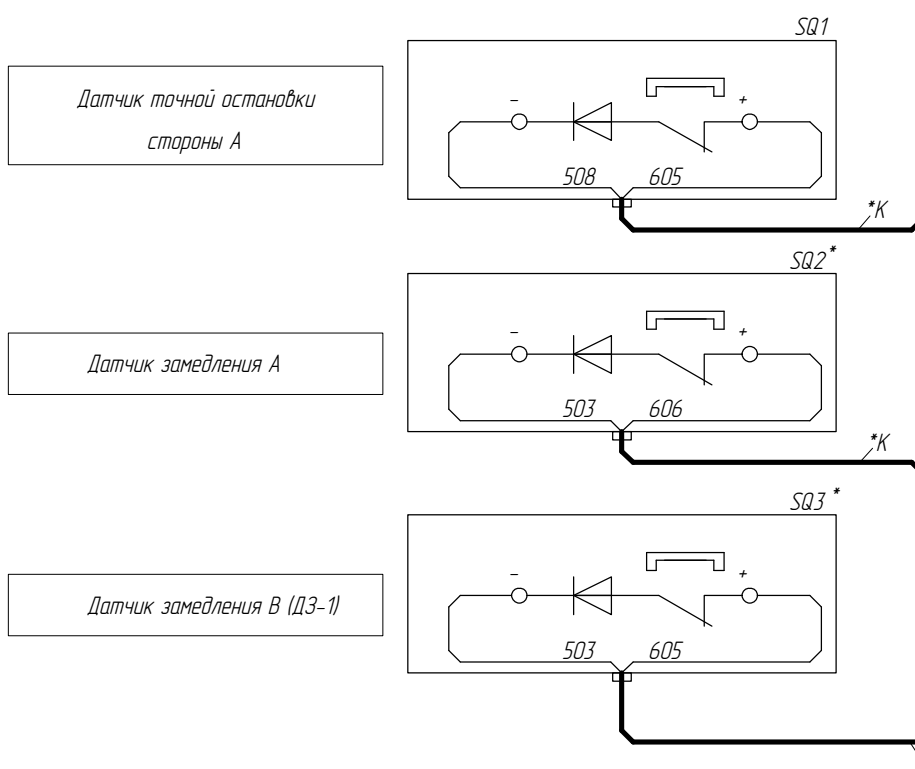 SQ1
Датчик точной остановки
стороны А
- +
508 605
*К
SQ2*
Датчик замедления А
- +
503 606
*К
SQ3*
Датчик замедления В (ДЗ-1)
- +
503 605